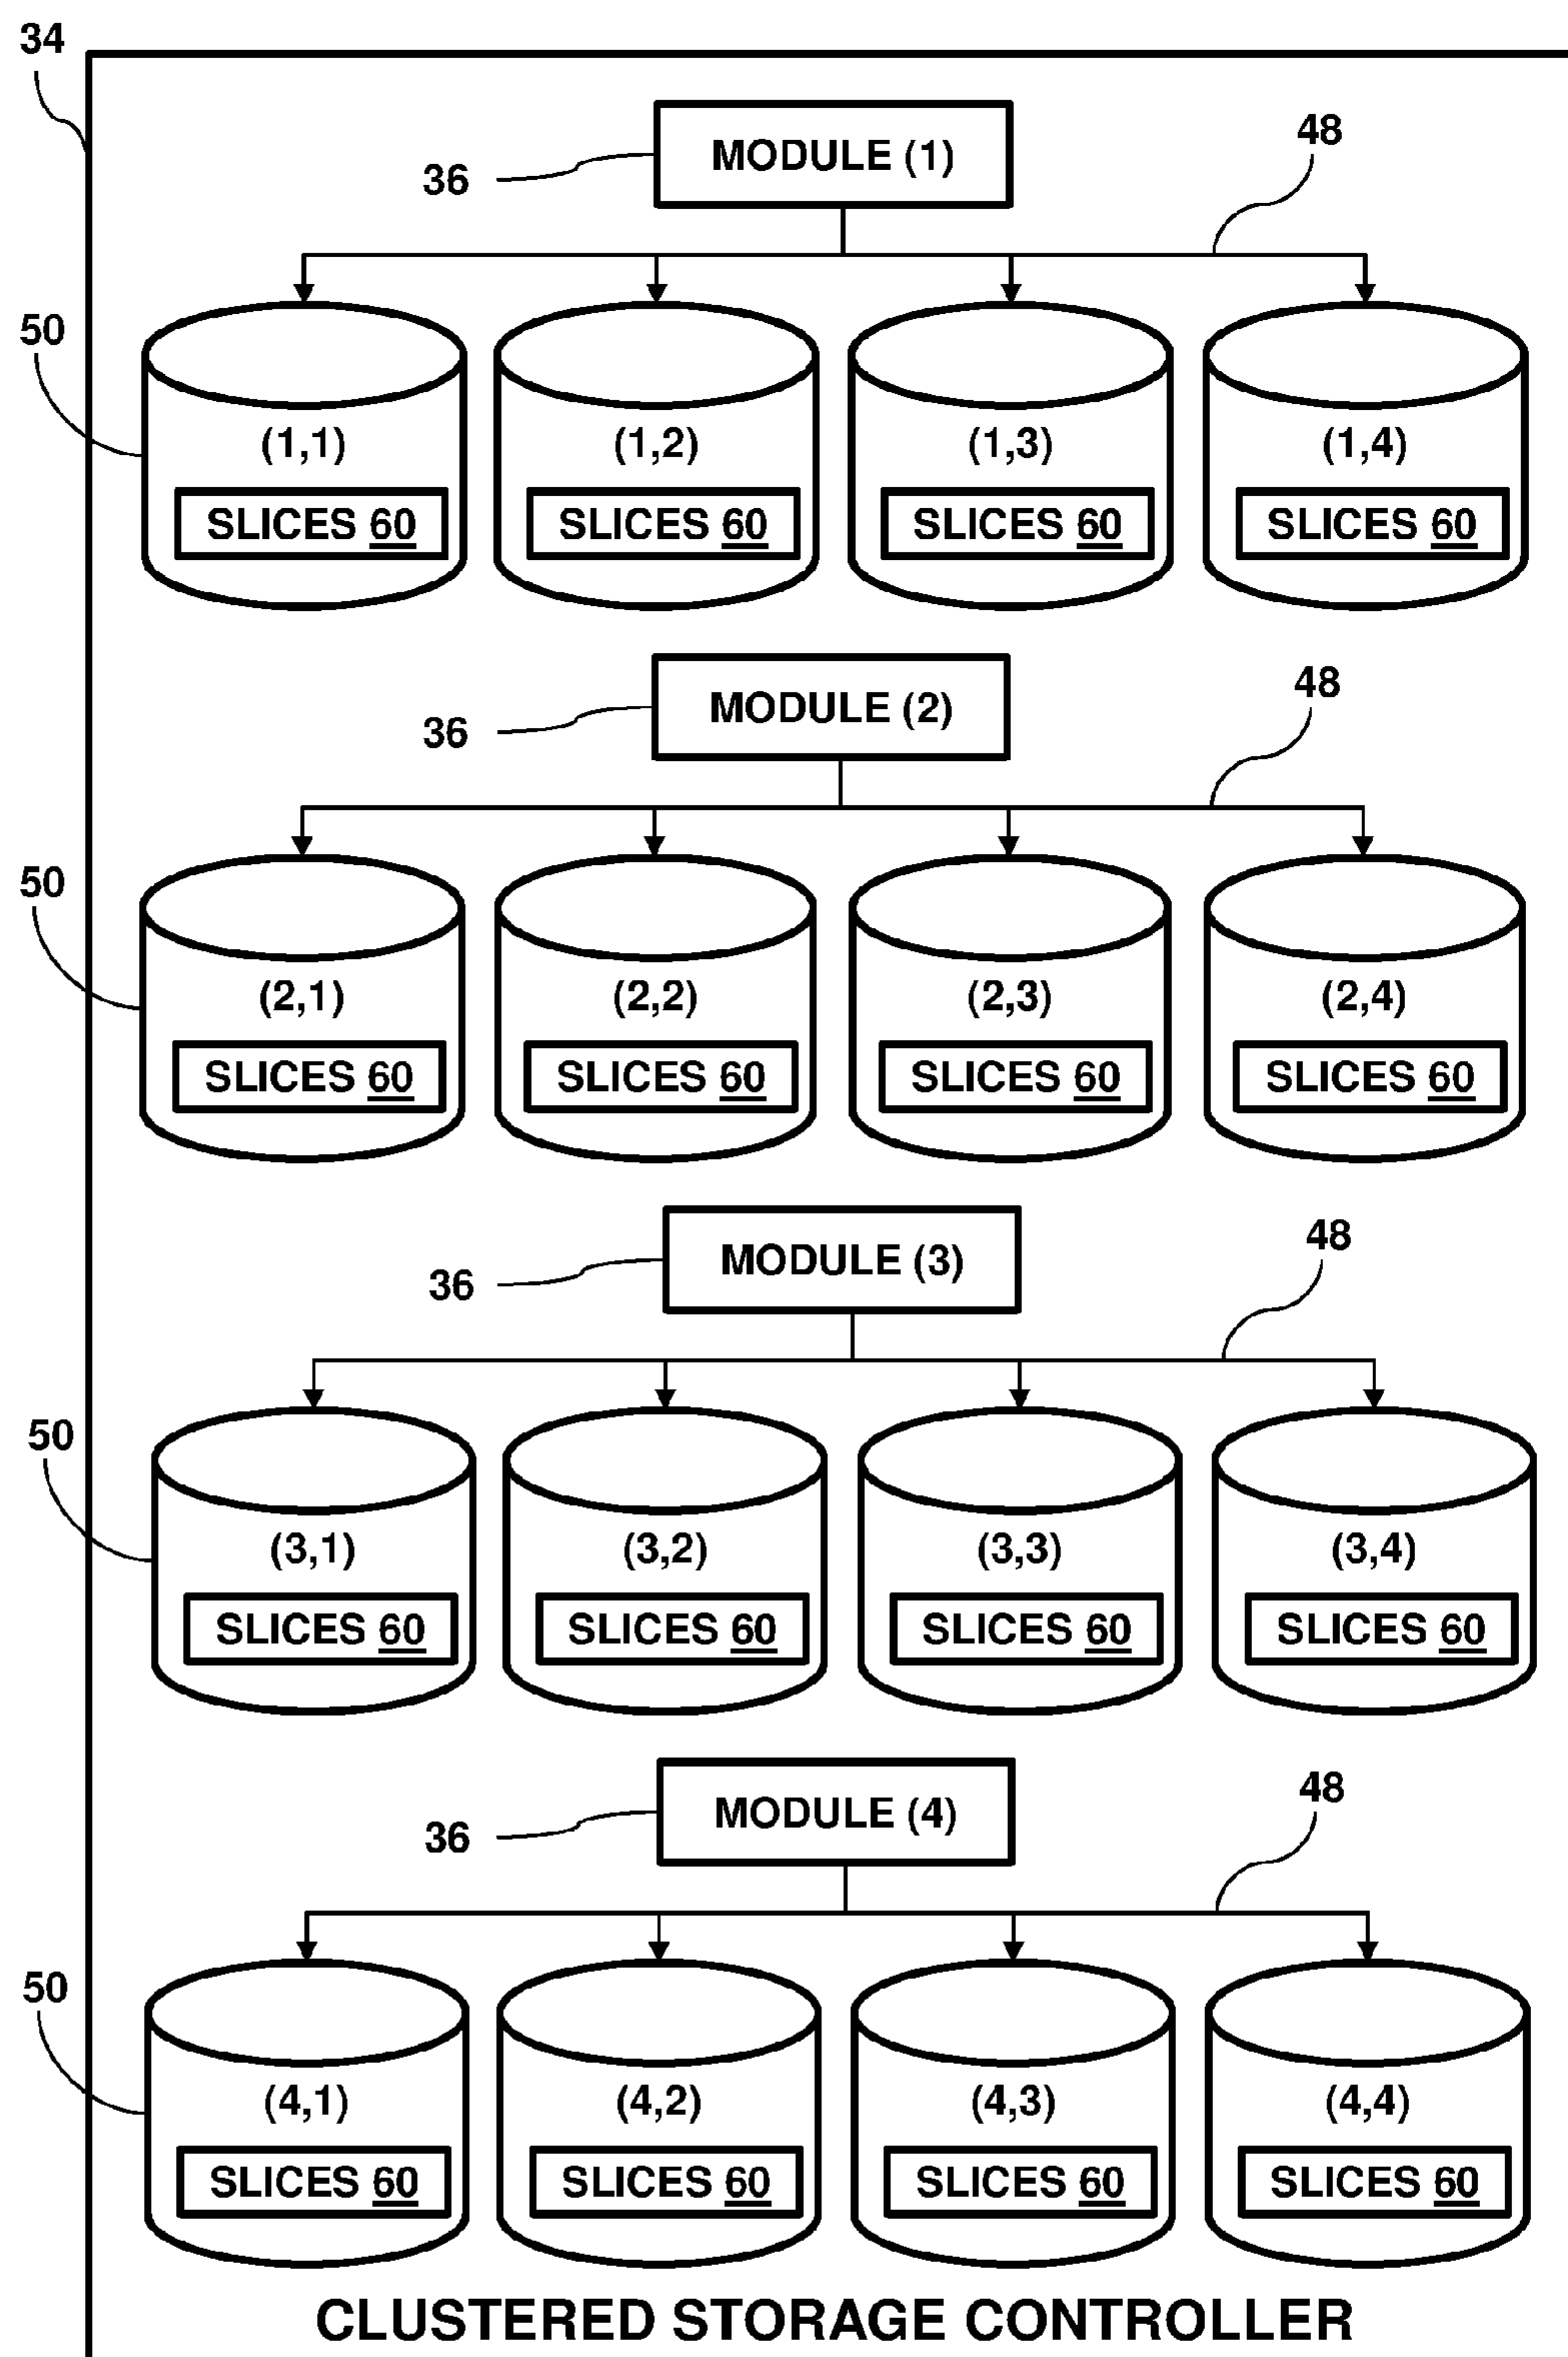 34
MODULE (1)
48
36
50
(1,1) (1,2) (1,3) (1,4)
SLICES 60 SLICES 60 SLICES 60 SLICES 60
MODULE (2)
48
36
50
(2,1) (2,2) (2,3) (2,4)
SLICES 60 SLICES 60 SLICES 60 SLICES 60
MODULE (3)
48
36
50
(3,1) (3,2) (3,3) (3,4)
SLICES 60 SLICES 60 SLICES 60 SLICES 60
MODULE (4)
48
36
50
(4,1) (4,2) (4,3) (4,4)
SLICES 60 SLICES 60 SLICES 60 SLICES 60
CLUSTERED STORAGE CONTROLLER